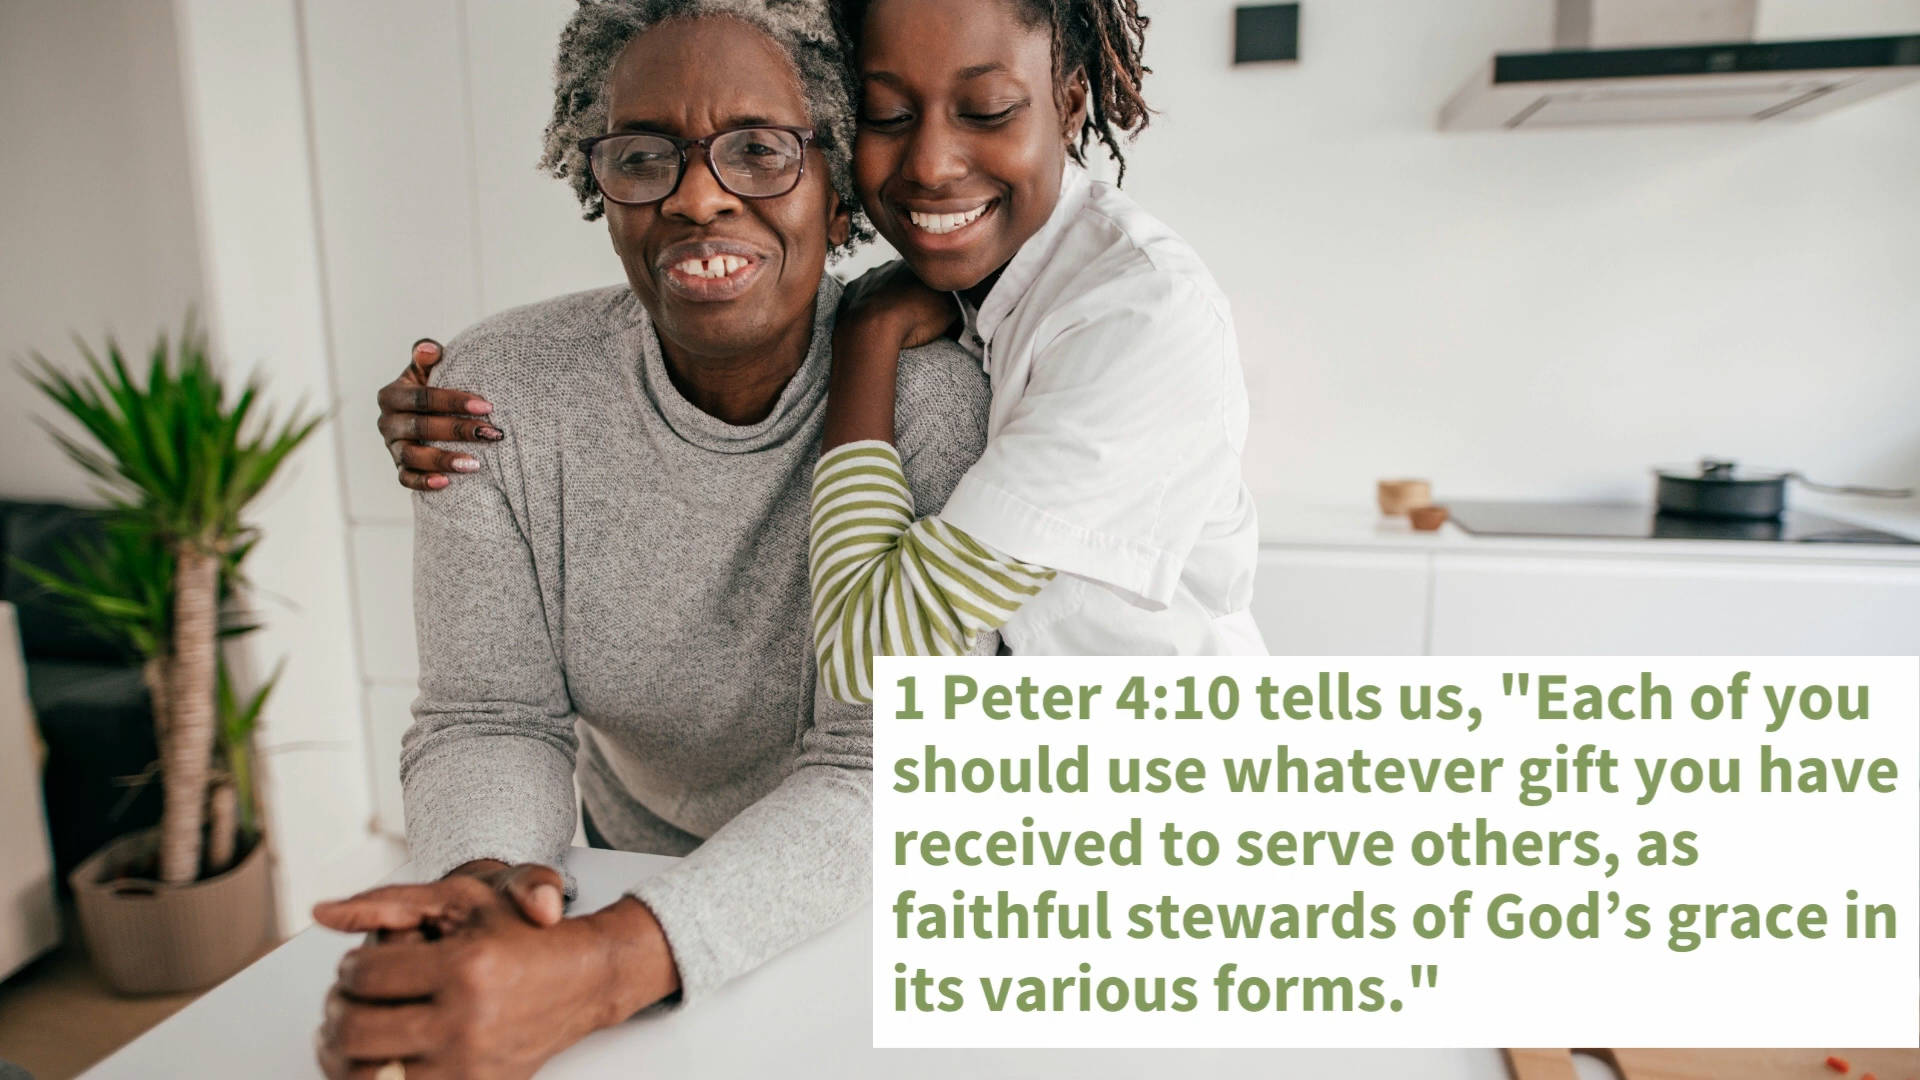 1 Peter 4:10 tells us, "Each of you
should use whatever gift you have
received to serve others, as
faithful stewards of God’s grace in
its various forms."